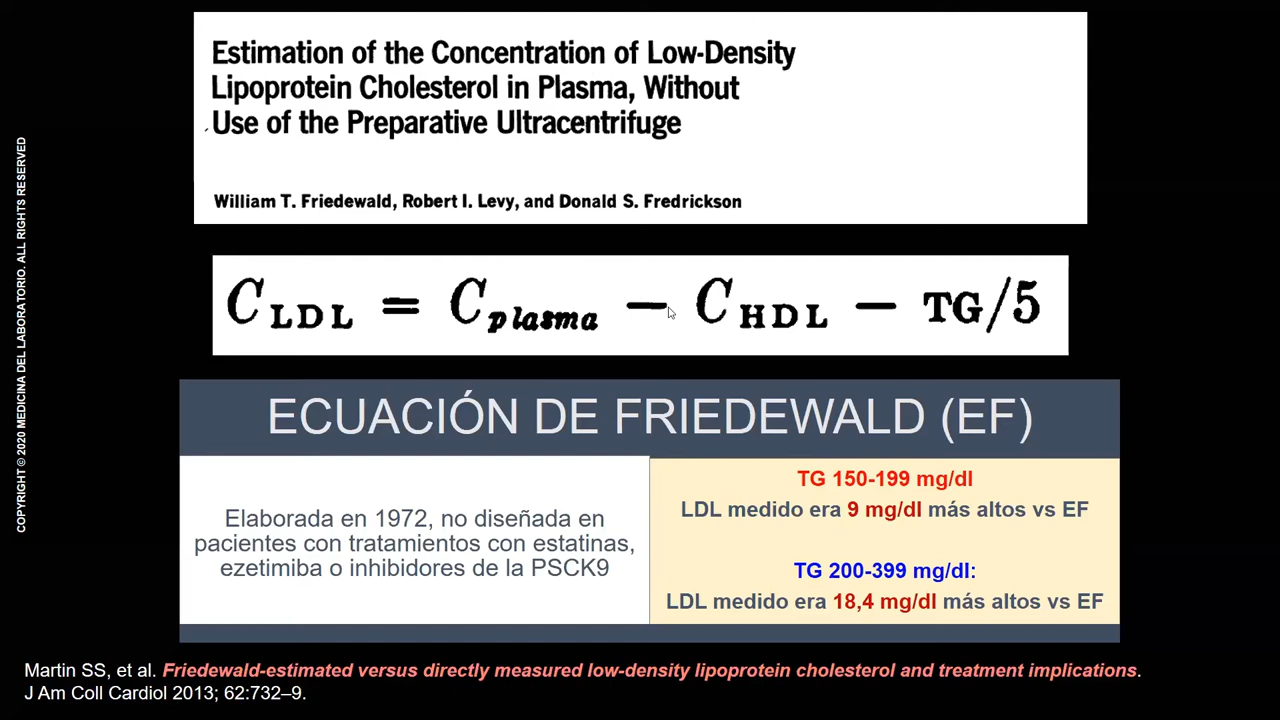 Estimation of the Concentration of Low-Density
Lipoprotein Cholesterol in Plasma, Without
Use of the Preparative Ultracentrifuge
William T. Friedewald, Robert I. Levy, and Donald S. Fredrickson
C LDL = C plasma − C HDL − TG/5
ECUACIÓN DE FRIEDEWALD (EF)
Elaborada en 1972, no diseñada en
pacientes con tratamientos con estatinas,
ezetimiba o inhibidores de la PSCK9
TG 150-199 mg/dl
LDL medido era 9 mg/dl más altos vs EF
TG 200-399 mg/dl:
LDL medido era 18,4 mg/dl más altos vs EF
Martin SS, et al. Friedewald-estimated versus directly measured low-density lipoprotein cholesterol and treatment implications.
J Am Coll Cardiol 2013; 62:732–9.
COPYRIGHT © 2020 MEDICINA DEL LABORATORIO. ALL RIGHTS RESERVED